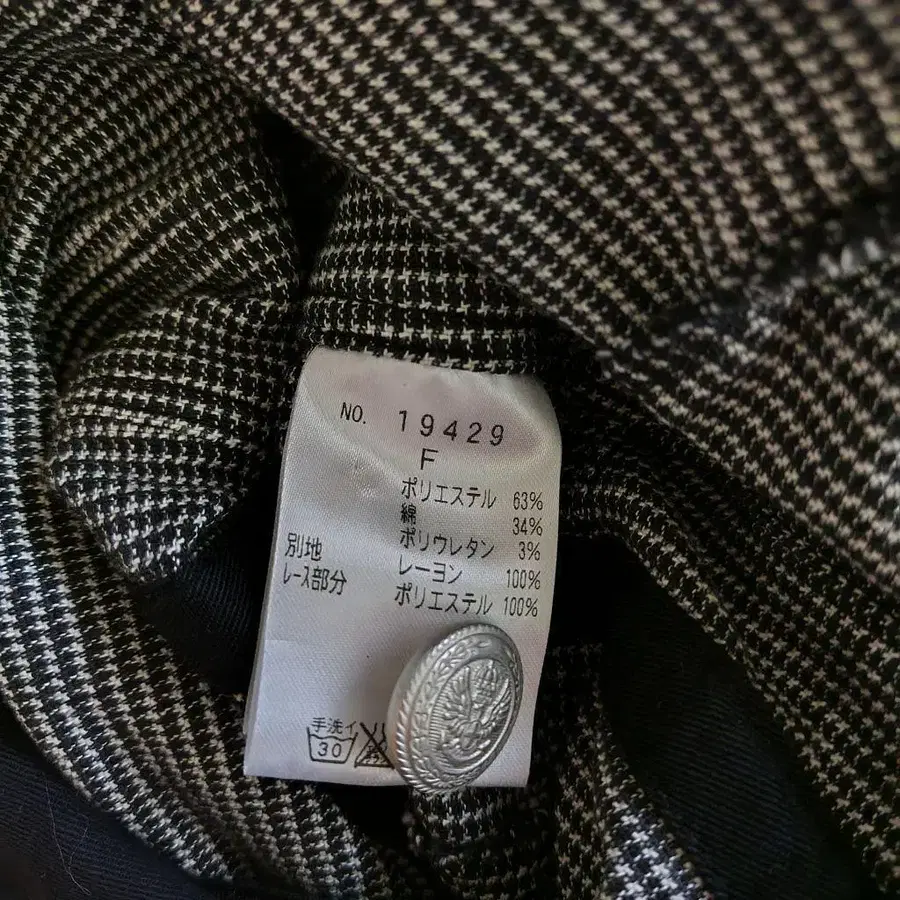 NO. 19429
F
ポリエステル 63%
綿 34%
ポリウレタン 3%
別地 レーヨン 100%
レース部分 ポリエステル 100%
手洗イ
30